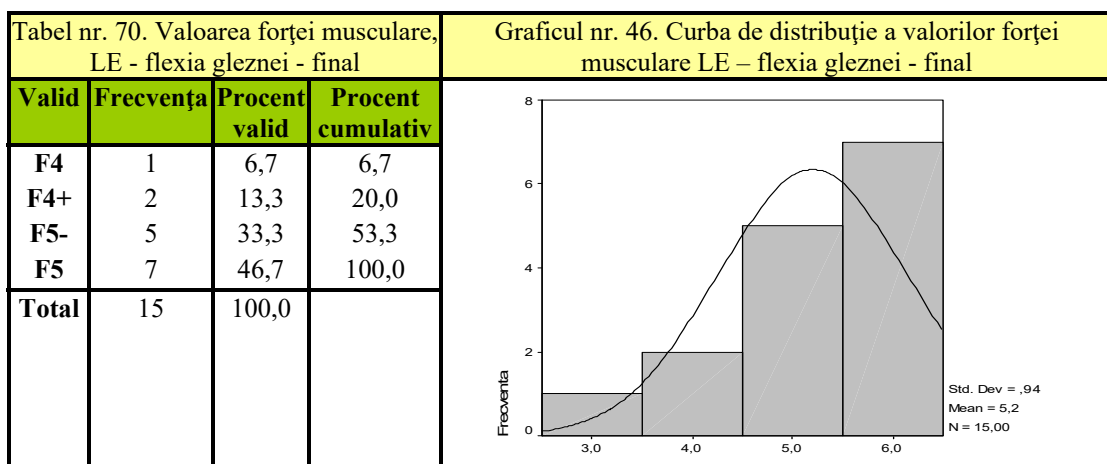 Tabel nr. 70. Valoarea forţei musculare,
LE - flexia gleznei - final
Graficul nr. 46. Curba de distribuţie a valorilor forţei
musculare LE – flexia gleznei - final
Valid Frecvenţa Procent valid Procent cumulativ
F4 1 6,7 6,7
F4+ 2 13,3 20,0
F5- 5 33,3 53,3
F5 7 46,7 100,0
Total 15 100,0
8
6
4
2
0
Frecventa
3,0 4,0 5,0 6,0
Std. Dev = ,94
Mean = 5,2
N = 15,00